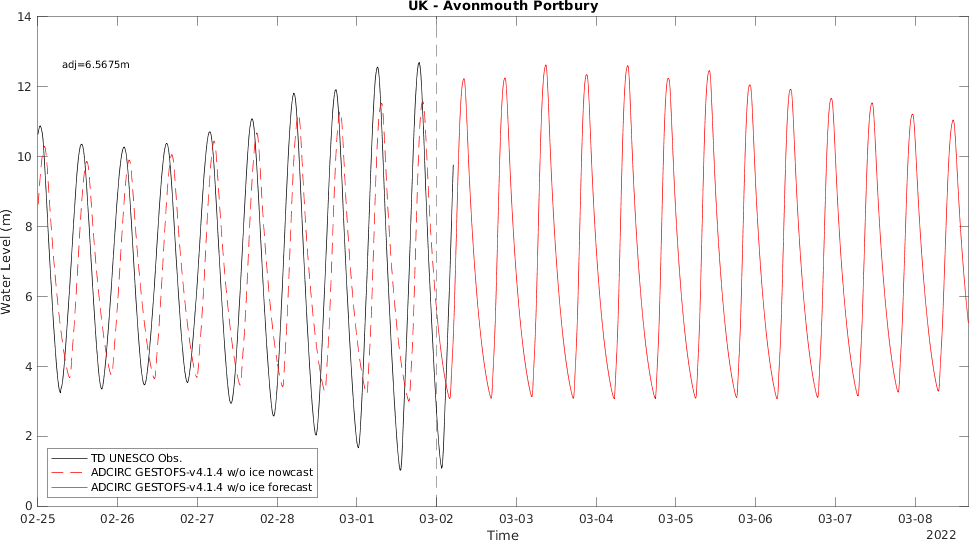 UK - Avonmouth Portbury
14
12
10
8
6
4
2
0
Water Level (m)
adj=6.5675m
TD UNESCO Obs.
ADCIRC GESTOFS-v4.1.4 w/o ice nowcast
ADCIRC GESTOFS-v4.1.4 w/o ice forecast
02-25 02-26 02-27 02-28 03-01 03-02 03-03 03-04 03-05 03-06 03-07 03-08
Time
2022